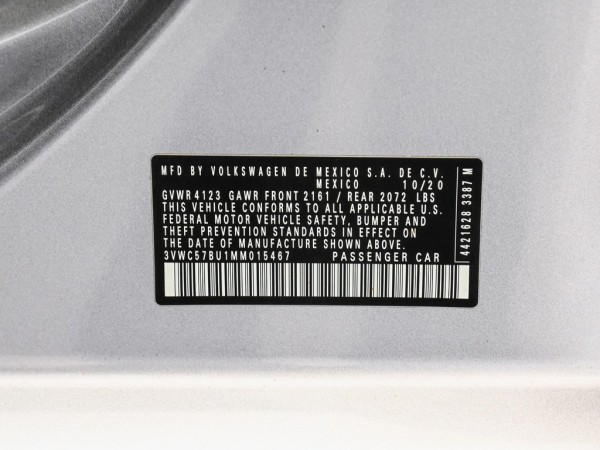 MFD BY VOLKSWAGEN DE MEXICO S.A. DE C.V.
MEXICO 10/20
GVWR 4123 GAWR FRONT 2161 / REAR 2072 LBS
THIS VEHICLE CONFORMS TO ALL APPLICABLE U.S.
FEDERAL MOTOR VEHICLE SAFETY, BUMPER AND
THEFT PREVENTION STANDARDS IN EFFECT ON
THE DATE OF MANUFACTURE SHOWN ABOVE.
3VWC57BU1MM015467 PASSENGER CAR
4421628 3387 M